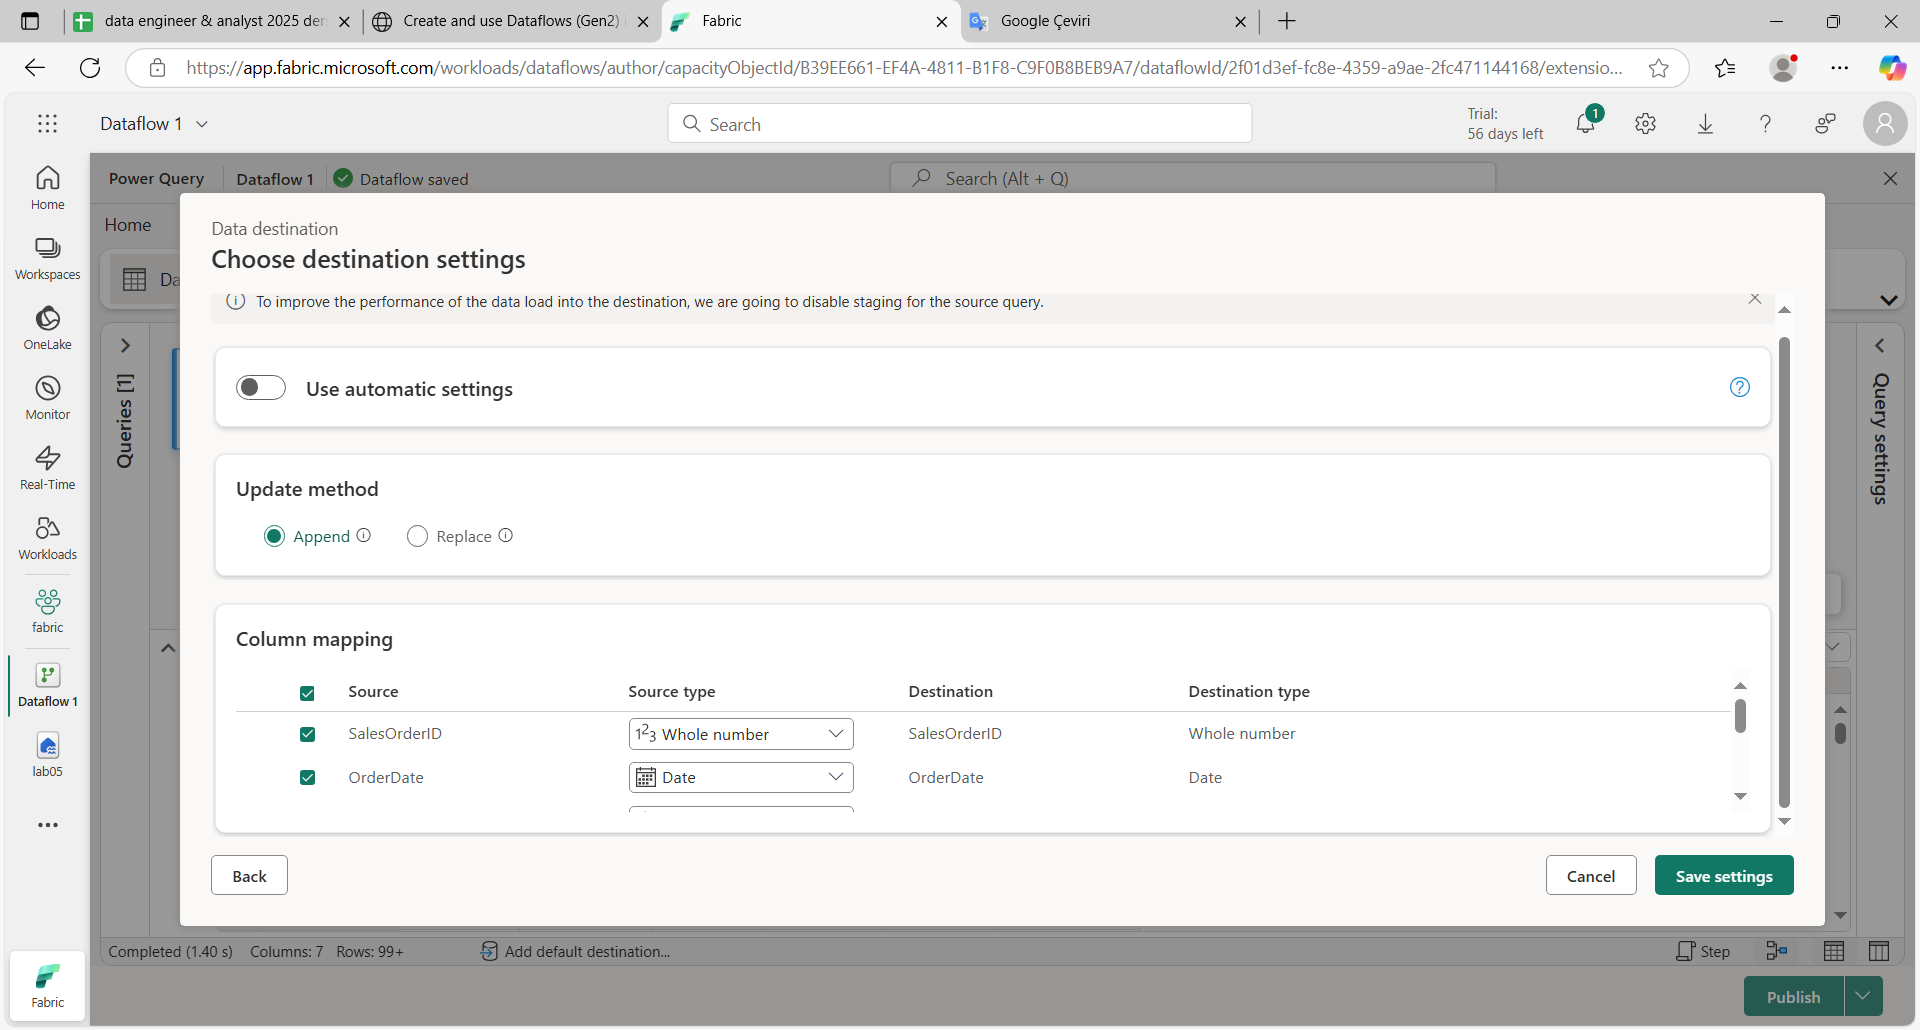 data engineer & analyst 2025 der
Create and use Dataflows (Gen2)
Fabric
Google Çeviri
https://app.fabric.microsoft.com/workloads/dataflows/author/capacityObjectId/B39EE661-EF4A-4811-B1F8-C9F0B8BEB9A7/dataflowId/2f01d3ef-fc8e-4359-a9ae-2fc471144168/extensio...
Dataflow 1
Search
Trial:
56 days left
1
Home
Workspaces
OneLake
Monitor
Real-Time
Workloads
fabric
Dataflow 1
lab05
Fabric
Power Query
Dataflow 1
Dataflow saved
Search (Alt + Q)
Home
Da
Queries [1]
Query settings
Data destination
Choose destination settings
To improve the performance of the data load into the destination, we are going to disable staging for the source query.
Use automatic settings
Update method
Append
Replace
Column mapping
Source Source type Destination Destination type
SalesOrderID 123 Whole number SalesOrderID Whole number
OrderDate Date OrderDate Date
Back
Cancel
Save settings
Completed (1.40 s) Columns: 7 Rows: 99+
Add default destination...
Step
Publish